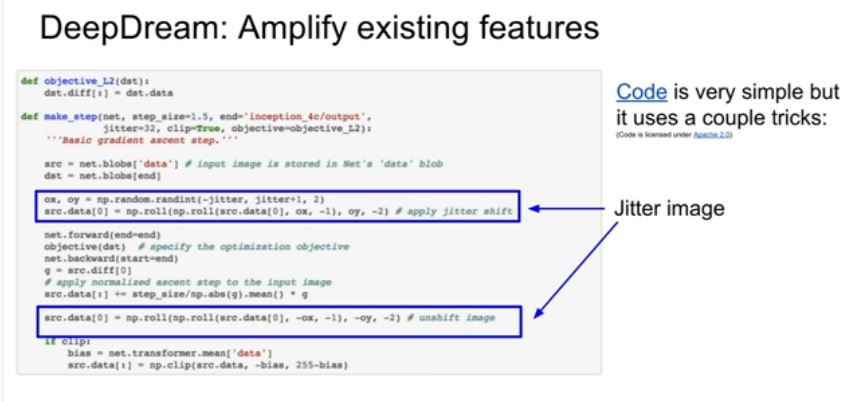 DeepDream: Amplify existing features
def objective_L2(dst):
dst.diff[:] = dst.data
def make_step(net, step_size=1.5, end='inception_4c/output',
jitter=32, clip=True, objective=objective_L2):
'''Basic gradient ascent step.'''
src = net.blobs['data'] # input image is stored in Net's 'data' blob
dst = net.blobs[end]
ox, oy = np.random.randint(-jitter, jitter+1, 2)
src.data[0] = np.roll(np.roll(src.data[0], ox, -1), oy, -2) # apply jitter shift
net.forward(end=end)
objective(dst) # specify the optimization objective
net.backward(start=end)
g = src.diff[0]
# apply normalized ascent step to the input image
src.data[:] += step_size/np.abs(g).mean() * g
src.data[0] = np.roll(np.roll(src.data[0], -ox, -1), -oy, -2) # unshift image
if clip:
bias = net.transformer.mean['data']
src.data[:] = np.clip(src.data, -bias, 255-bias)
Code is very simple but
it uses a couple tricks:
(Code is licensed under Apache 2.0)
Jitter image